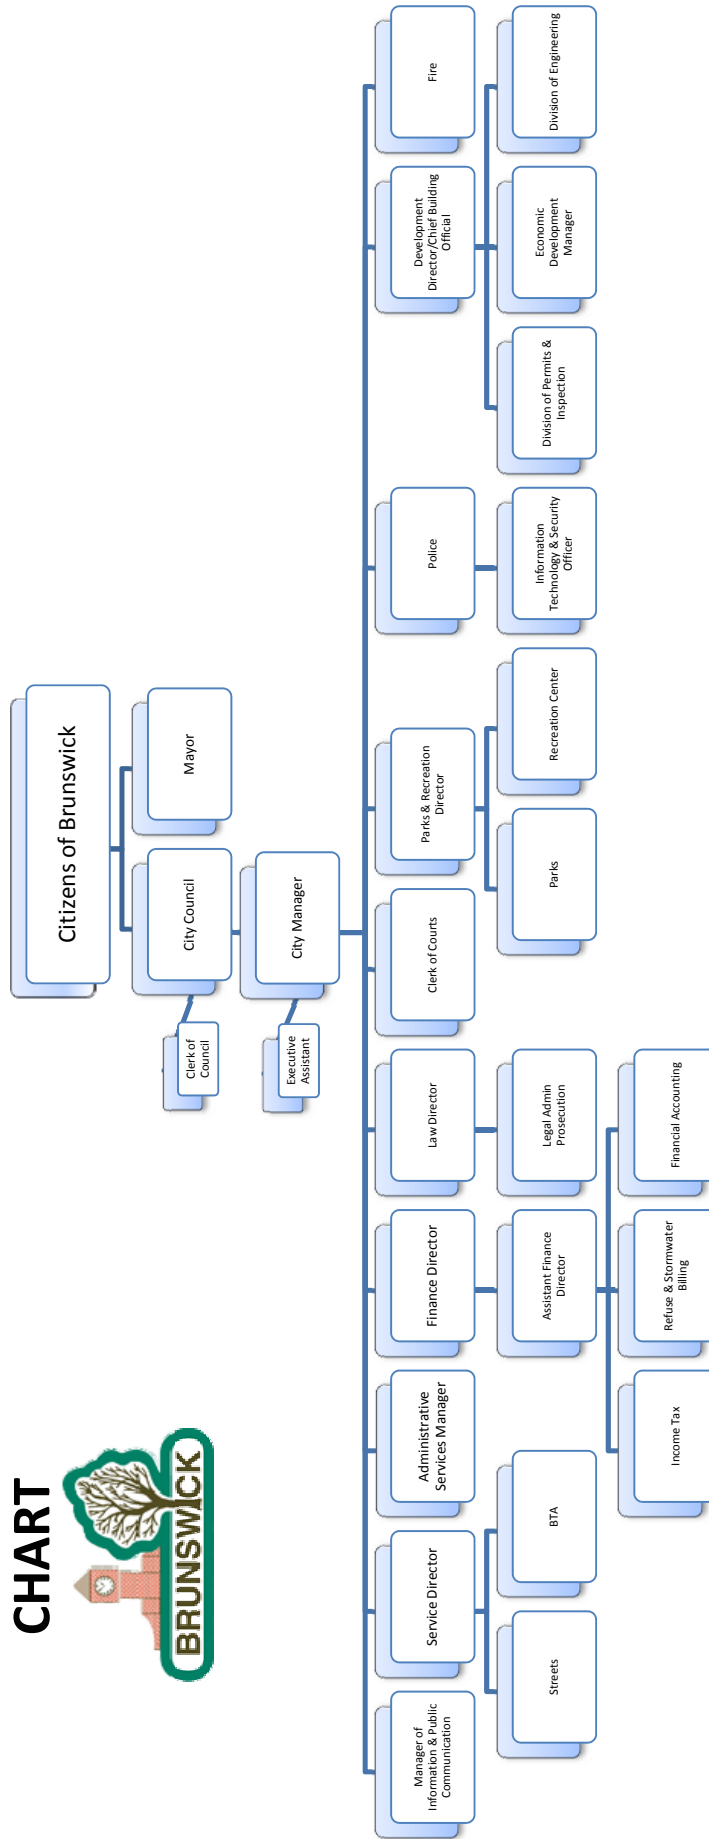 CHART
BRUNSWICK
Citizens of Brunswick
City Council
Mayor
Clerk of
Council
City Manager
Executive
Assistant
Manager of
Information & Public
Communication
Service Director
Administrative
Services Manager
Finance Director
Law Director
Clerk of Courts
Parks & Recreation
Director
Police
Development
Director/Chief Building
Official
Fire
Streets
BTA
Assistant Finance
Director
Legal Admin
Prosecution
Parks
Recreation Center
Information
Technology & Security
Officer
Division of Permits &
Inspection
Economic
Development
Manager
Division of Engineering
Income Tax
Refuse & Stormwater
Billing
Financial Accounting